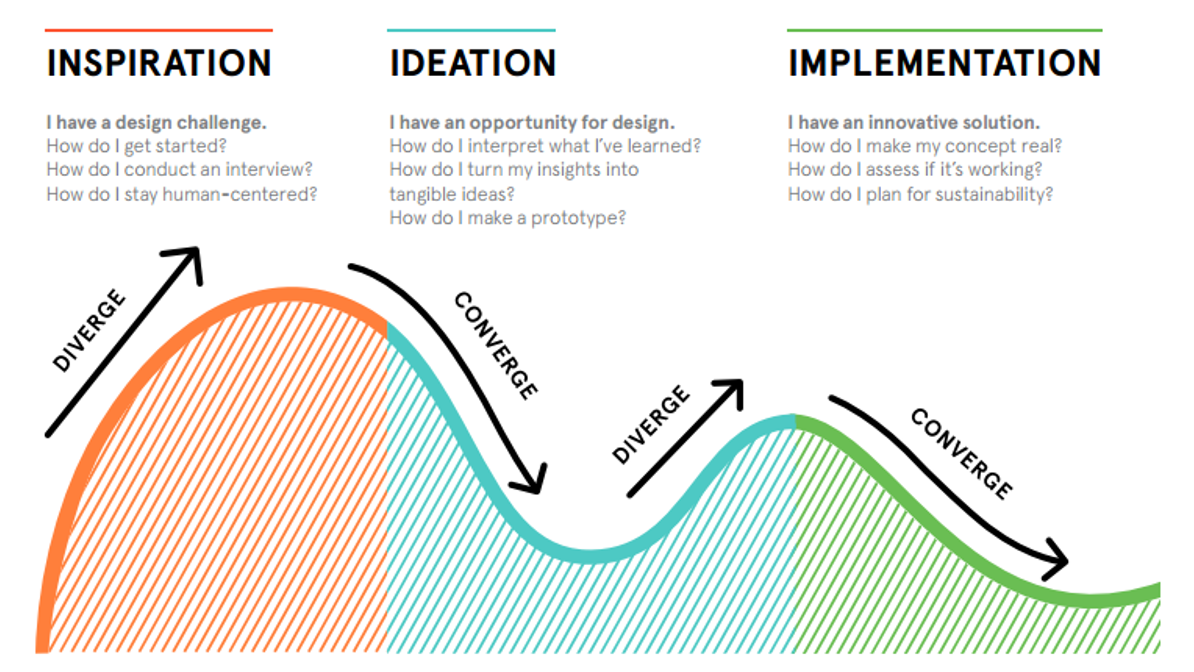 INSPIRATION
I have a design challenge.
How do I get started?
How do I conduct an interview?
How do I stay human-centered?
IDEATION
I have an opportunity for design.
How do I interpret what I've learned?
How do I turn my insights into
tangible ideas?
How do I make a prototype?
IMPLEMENTATION
I have an innovative solution.
How do I make my concept real?
How do I assess if it's working?
How do I plan for sustainability?
DIVERGE
CONVERGE
DIVERGE
CONVERGE